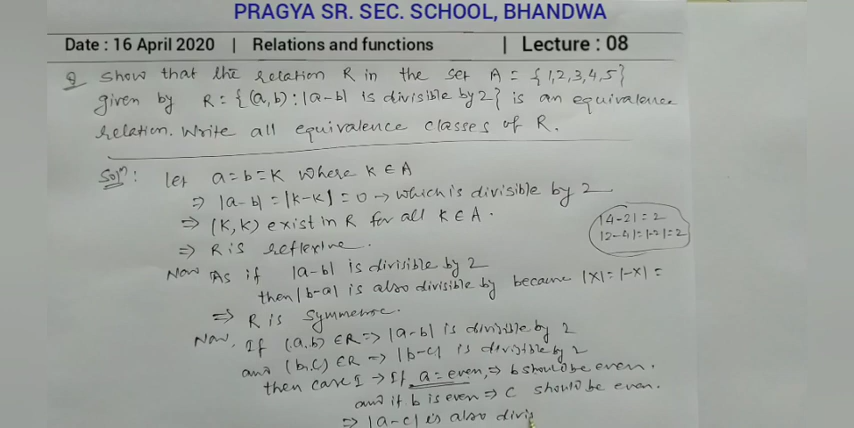 PRAGYA SR. SEC. SCHOOL, BHANDWA
Date : 16 April 2020 | Relations and functions | Lecture : 08
Q Show that the relation R in the set A = {1,2,3,4,5}
given by R = {(a,b) : |a-b| is divisible by 2} is an equivalence
relation. Write all equivalence classes of R.
Soln: let a=b=K where K ∈ A
⇒ |a-b| = |K-K| = 0 → which is divisible by 2
⇒ (K,K) exist in R for all K ∈ A.
|4-2| = 2
|2-4| = |-2| = 2
⇒ R is reflexive.
Now As if |a-b| is divisible by 2
then |b-a| is also divisible by because |x| = |-x| =
⇒ R is symmetric.
Now, If (a,b) ∈ R ⇒ |a-b| is divisible by 2
and (b,c) ∈ R ⇒ |b-c| is divisible by 2
then case I → If a = even, ⇒ b should be even.
and if b is even ⇒ c should be even.
⇒ |a-c| is also divis